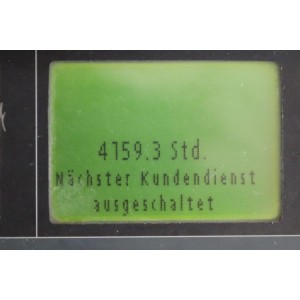 4159.3 Std.
Nächster Kundendienst
ausgeschaltet